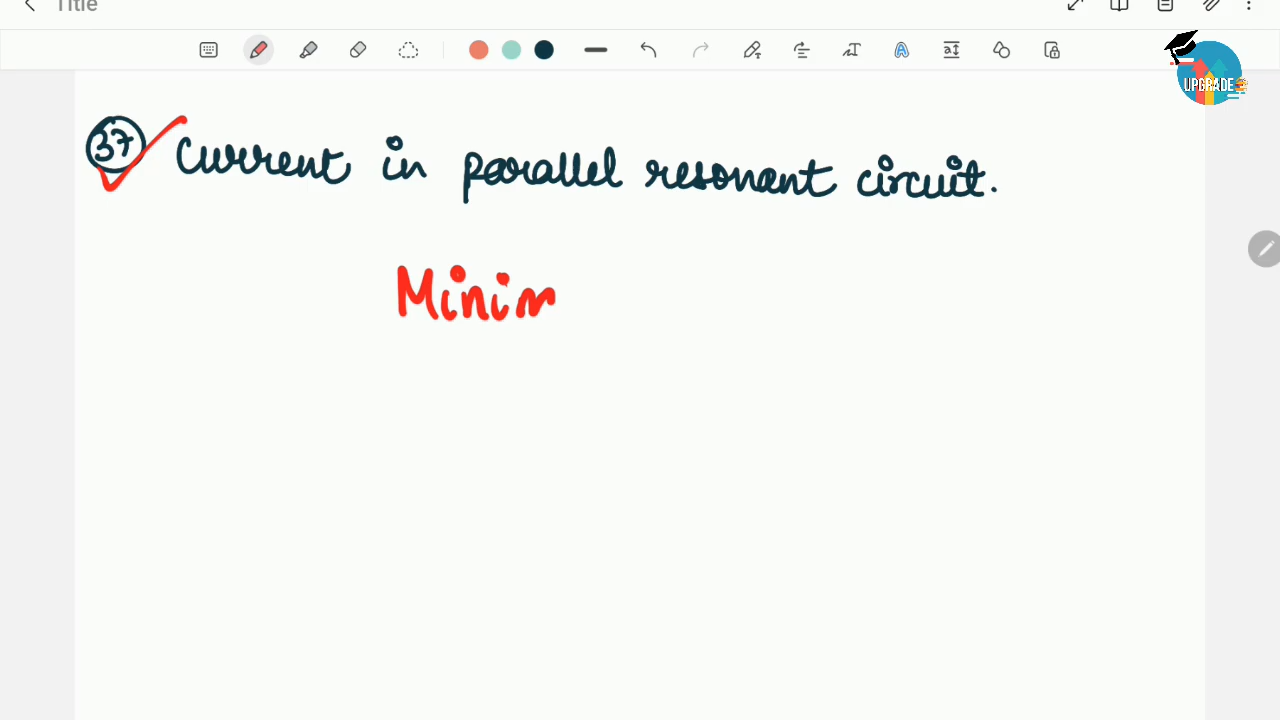 Title
UPGRADE
37 Current in parallel resonant circuit.
Minim